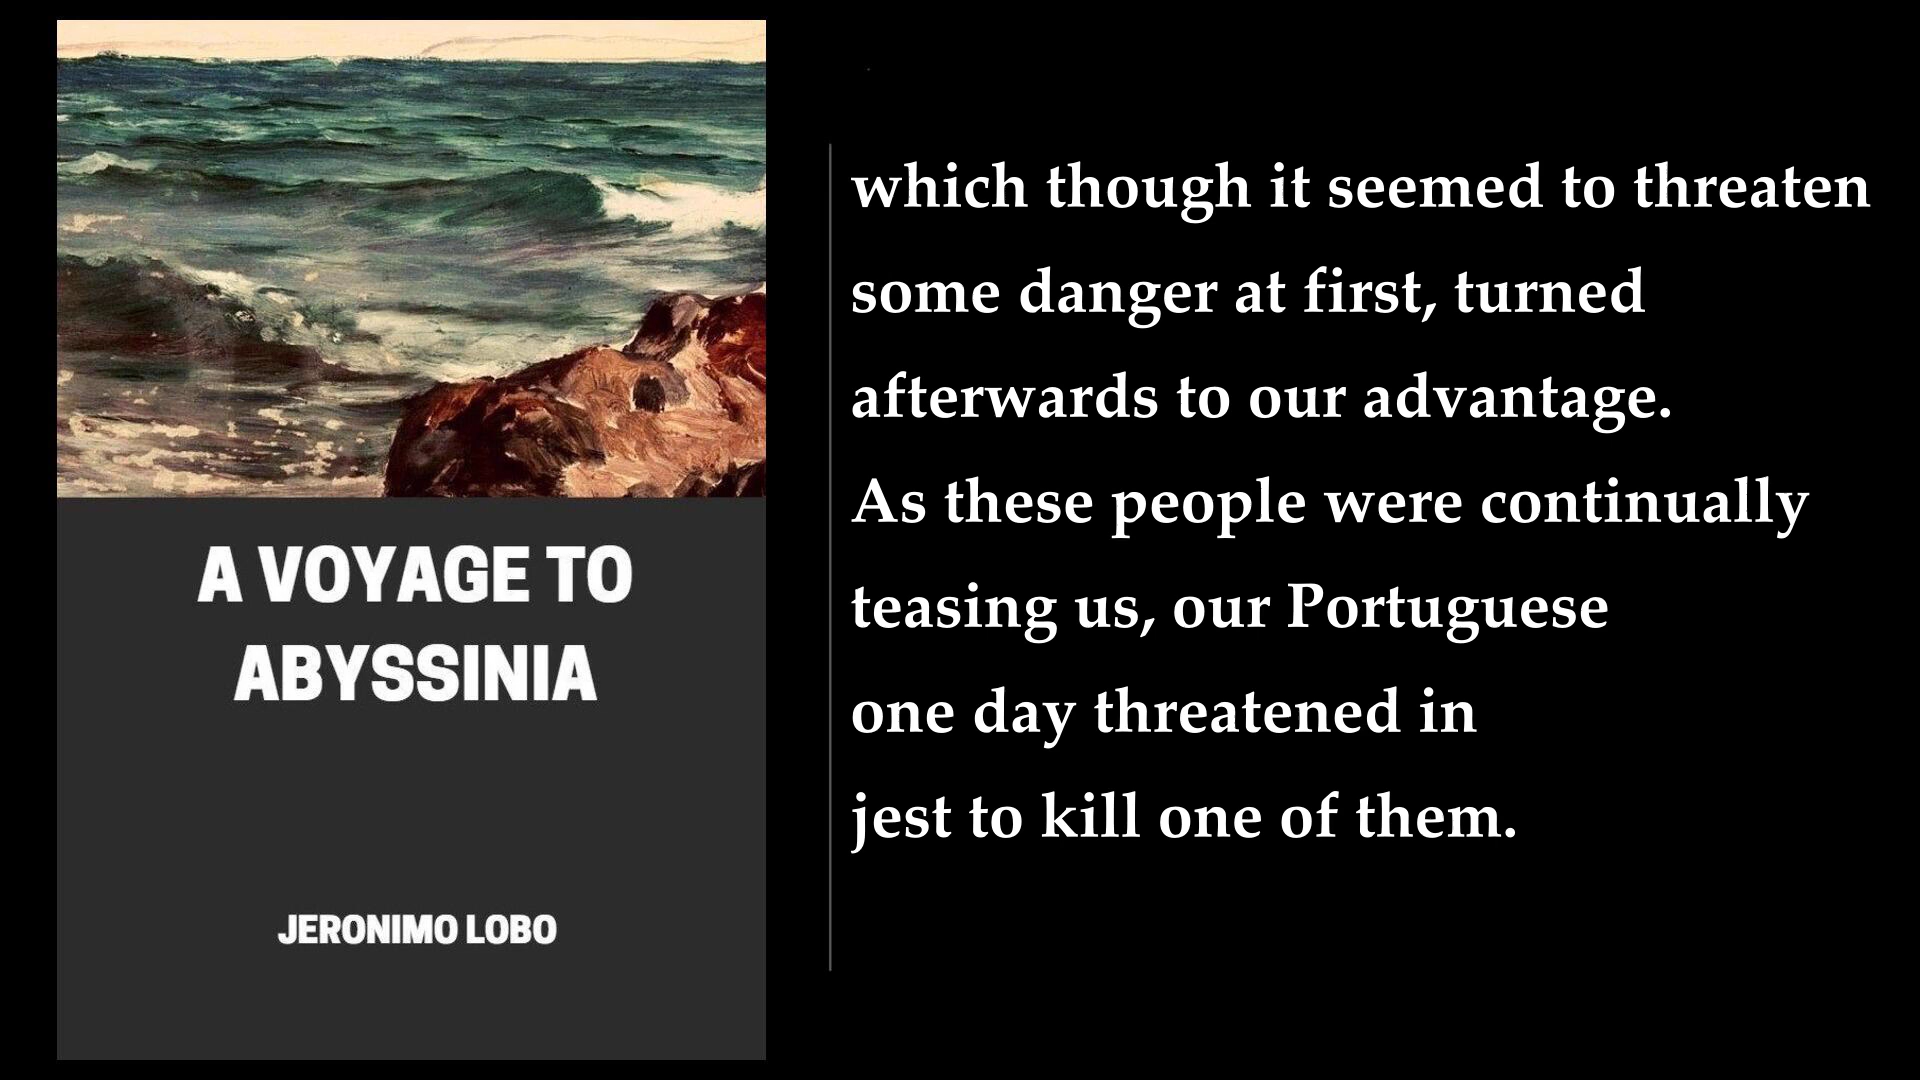 A VOYAGE TO
ABYSSINIA
JERONIMO LOBO
which though it seemed to threaten
some danger at first, turned
afterwards to our advantage.
As these people were continually
teasing us, our Portuguese
one day threatened in
jest to kill one of them.